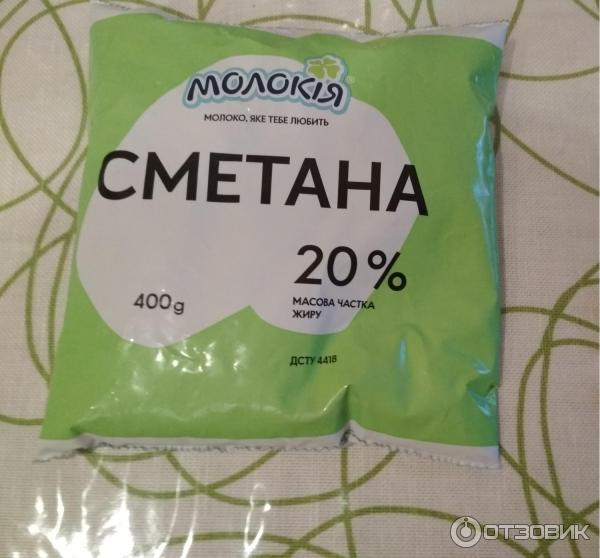 МОЛОКІЯ
МОЛОКО, ЯКЕ ТЕБЕ ЛЮБИТЬ
СМЕТАНА
20%
400g
МАСОВА ЧАСТКА
ЖИРУ
ДСТУ 4418
ОТЗОВИК